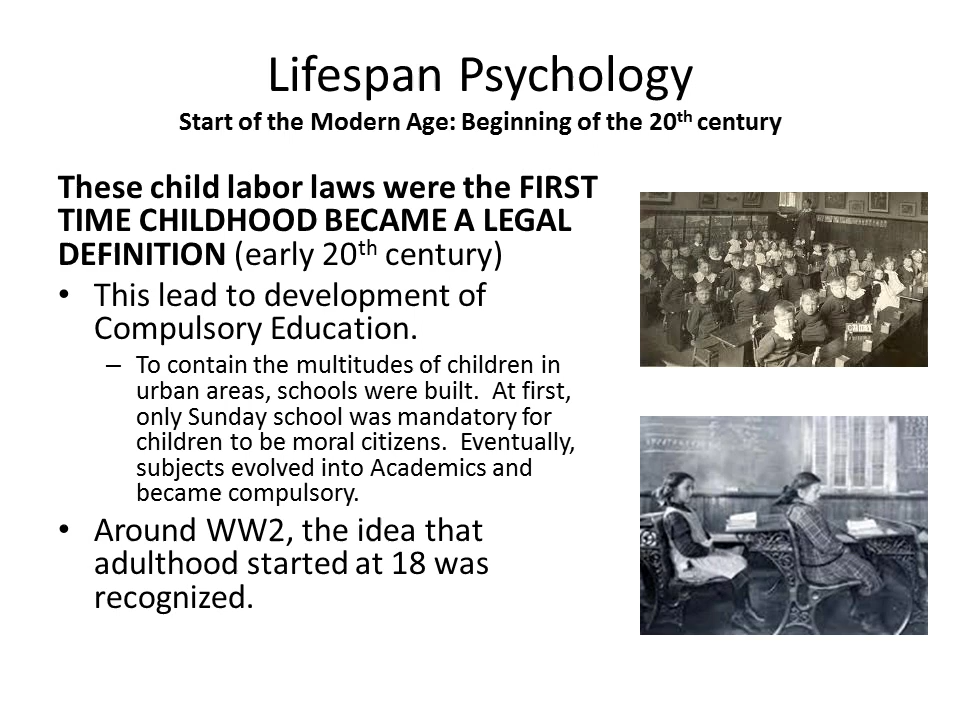 Lifespan Psychology
Start of the Modern Age: Beginning of the 20th century
These child labor laws were the FIRST
TIME CHILDHOOD BECAME A LEGAL
DEFINITION (early 20th century)
• This lead to development of
Compulsory Education.
– To contain the multitudes of children in
urban areas, schools were built. At first,
only Sunday school was mandatory for
children to be moral citizens. Eventually,
subjects evolved into Academics and
became compulsory.
• Around WW2, the idea that
adulthood started at 18 was
recognized.